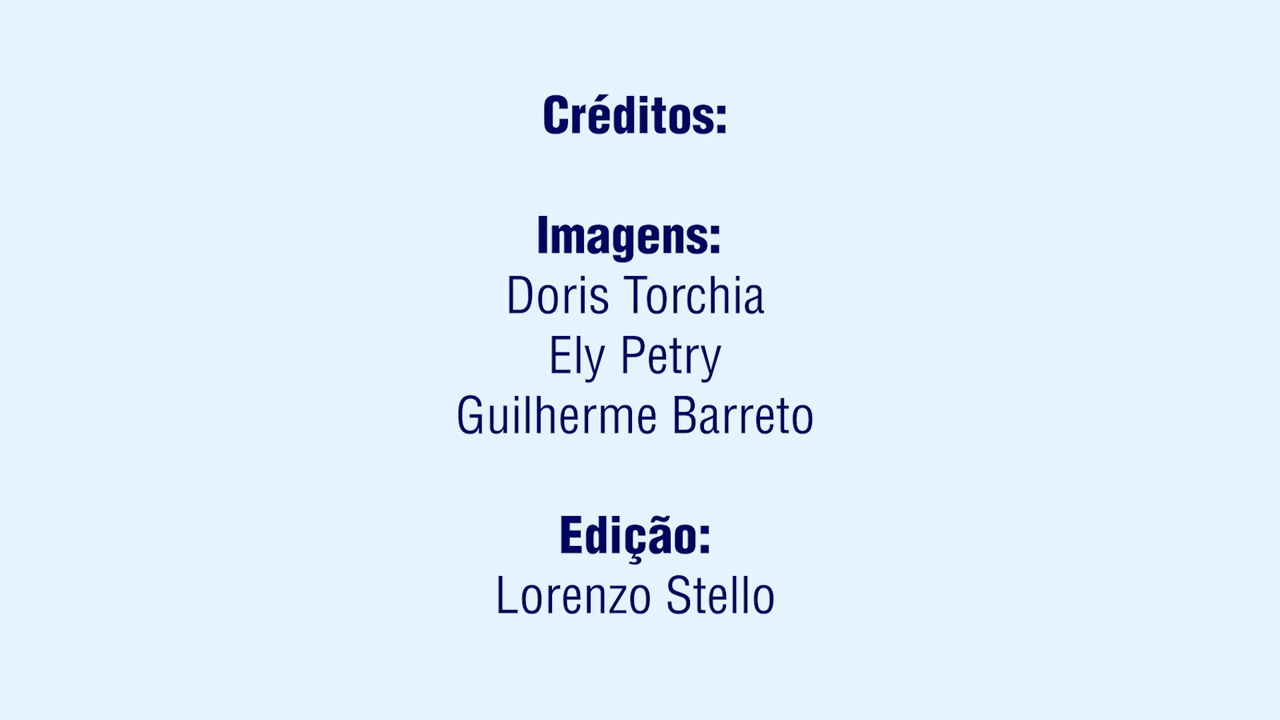 Créditos:
Imagens:
Doris Torchia
Ely Petry
Guilherme Barreto
Edição:
Lorenzo Stello